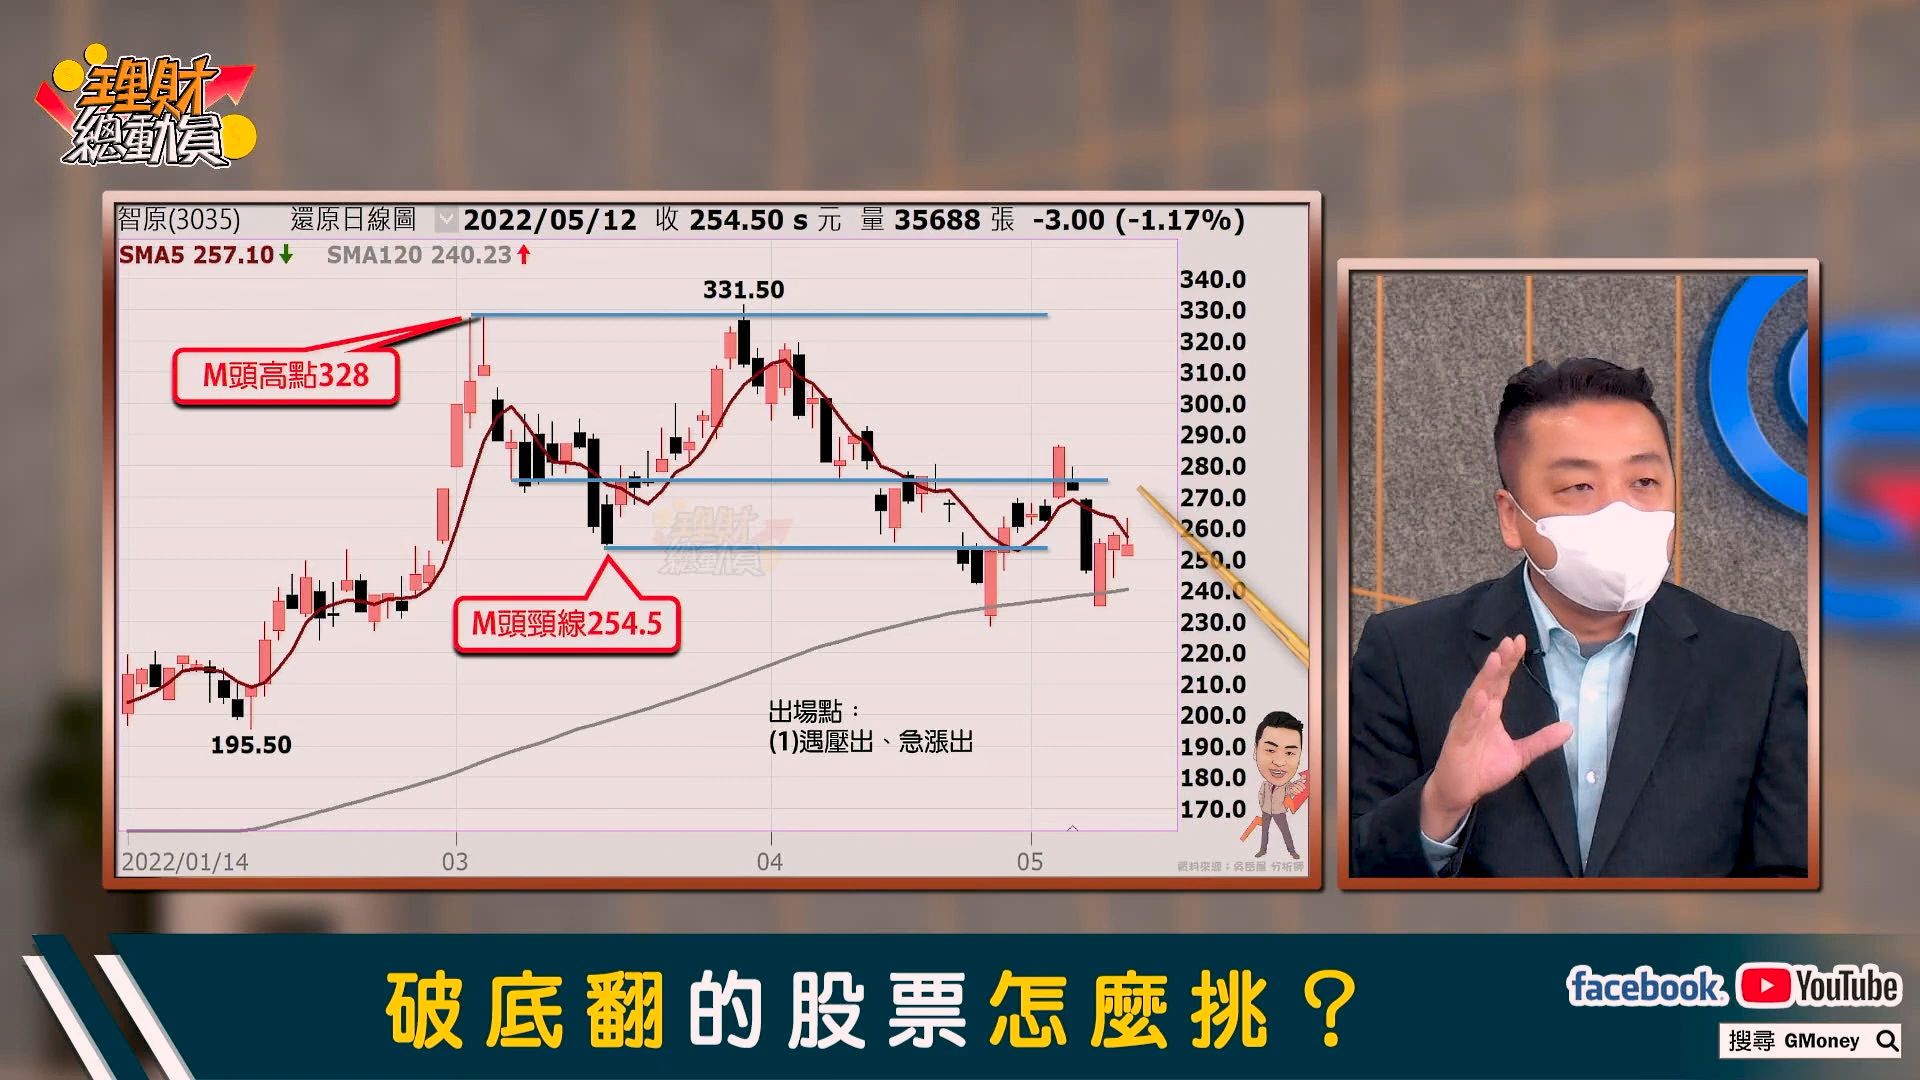 理財
總動員
智原(3035) 還原日線圖 2022/05/12 收 254.50 s 元 量 35688 張 -3.00 (-1.17%)
SMA5 257.10 SMA120 240.23
340.0
330.0
320.0
310.0
300.0
290.0
280.0
270.0
260.0
250.0
240.0
230.0
220.0
210.0
200.0
190.0
180.0
170.0
331.50
M頭高點328
理財
總動員
M頭頸線254.5
195.50
出場點：
(1)遇壓出、急漲出
2022/01/14 03 04 05
破底翻的股票怎麼挑？
facebook. YouTube
搜尋 GMoney